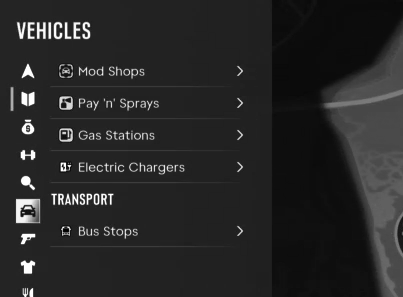 VEHICLES
Mod Shops
Pay 'n' Sprays
Gas Stations
Electric Chargers
TRANSPORT
Bus Stops